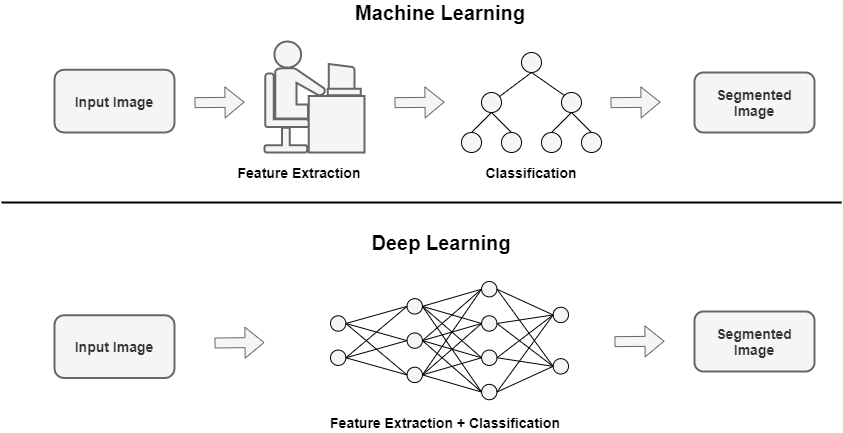 Machine Learning
Input Image
Segmented
Image
Feature Extraction
Classification
Deep Learning
Input Image
Segmented
Image
Feature Extraction + Classification